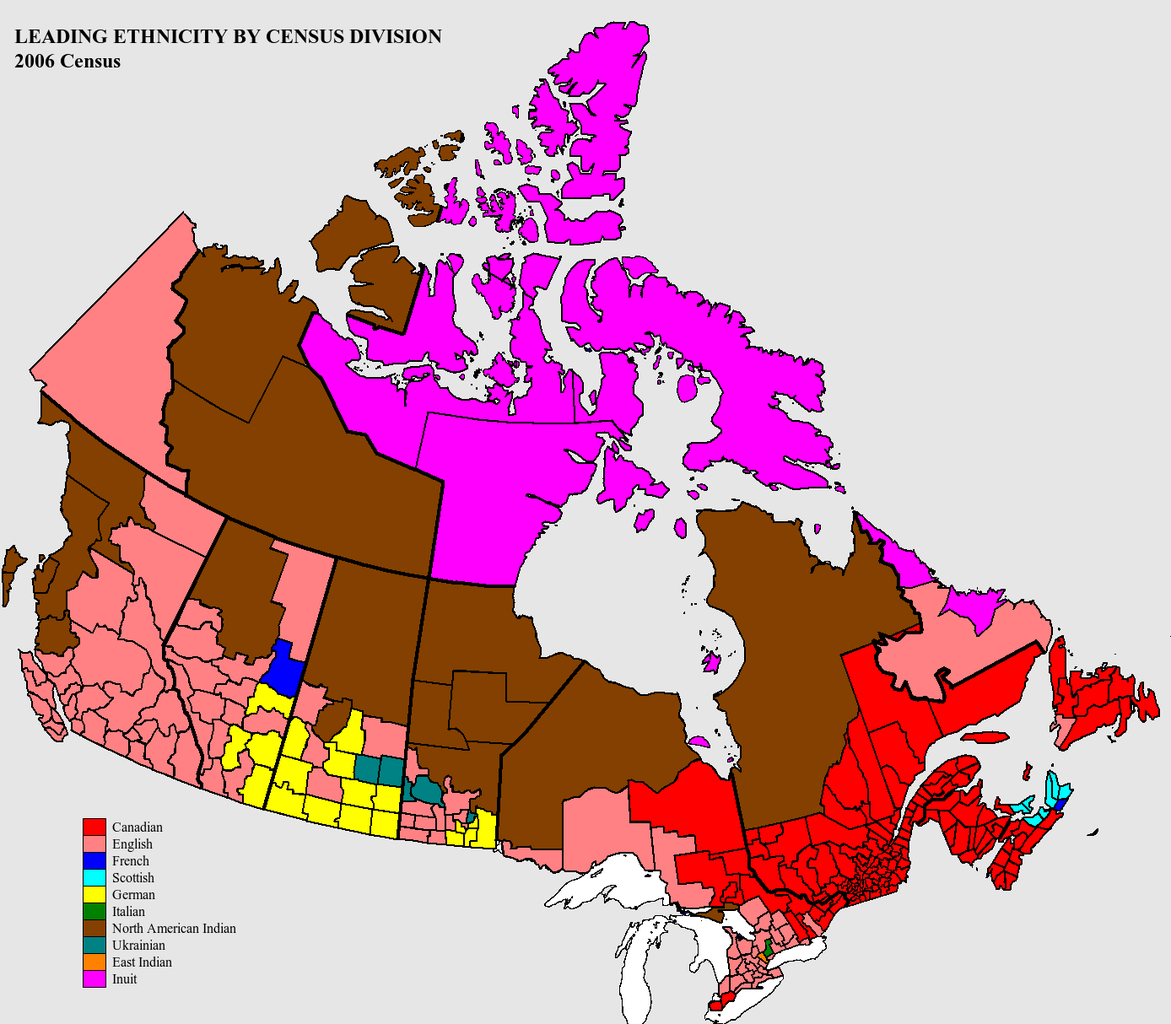 LEADING ETHNICITY BY CENSUS DIVISION
2006 Census
Canadian
English
French
Scottish
German
Italian
North American Indian
Ukrainian
East Indian
Inuit